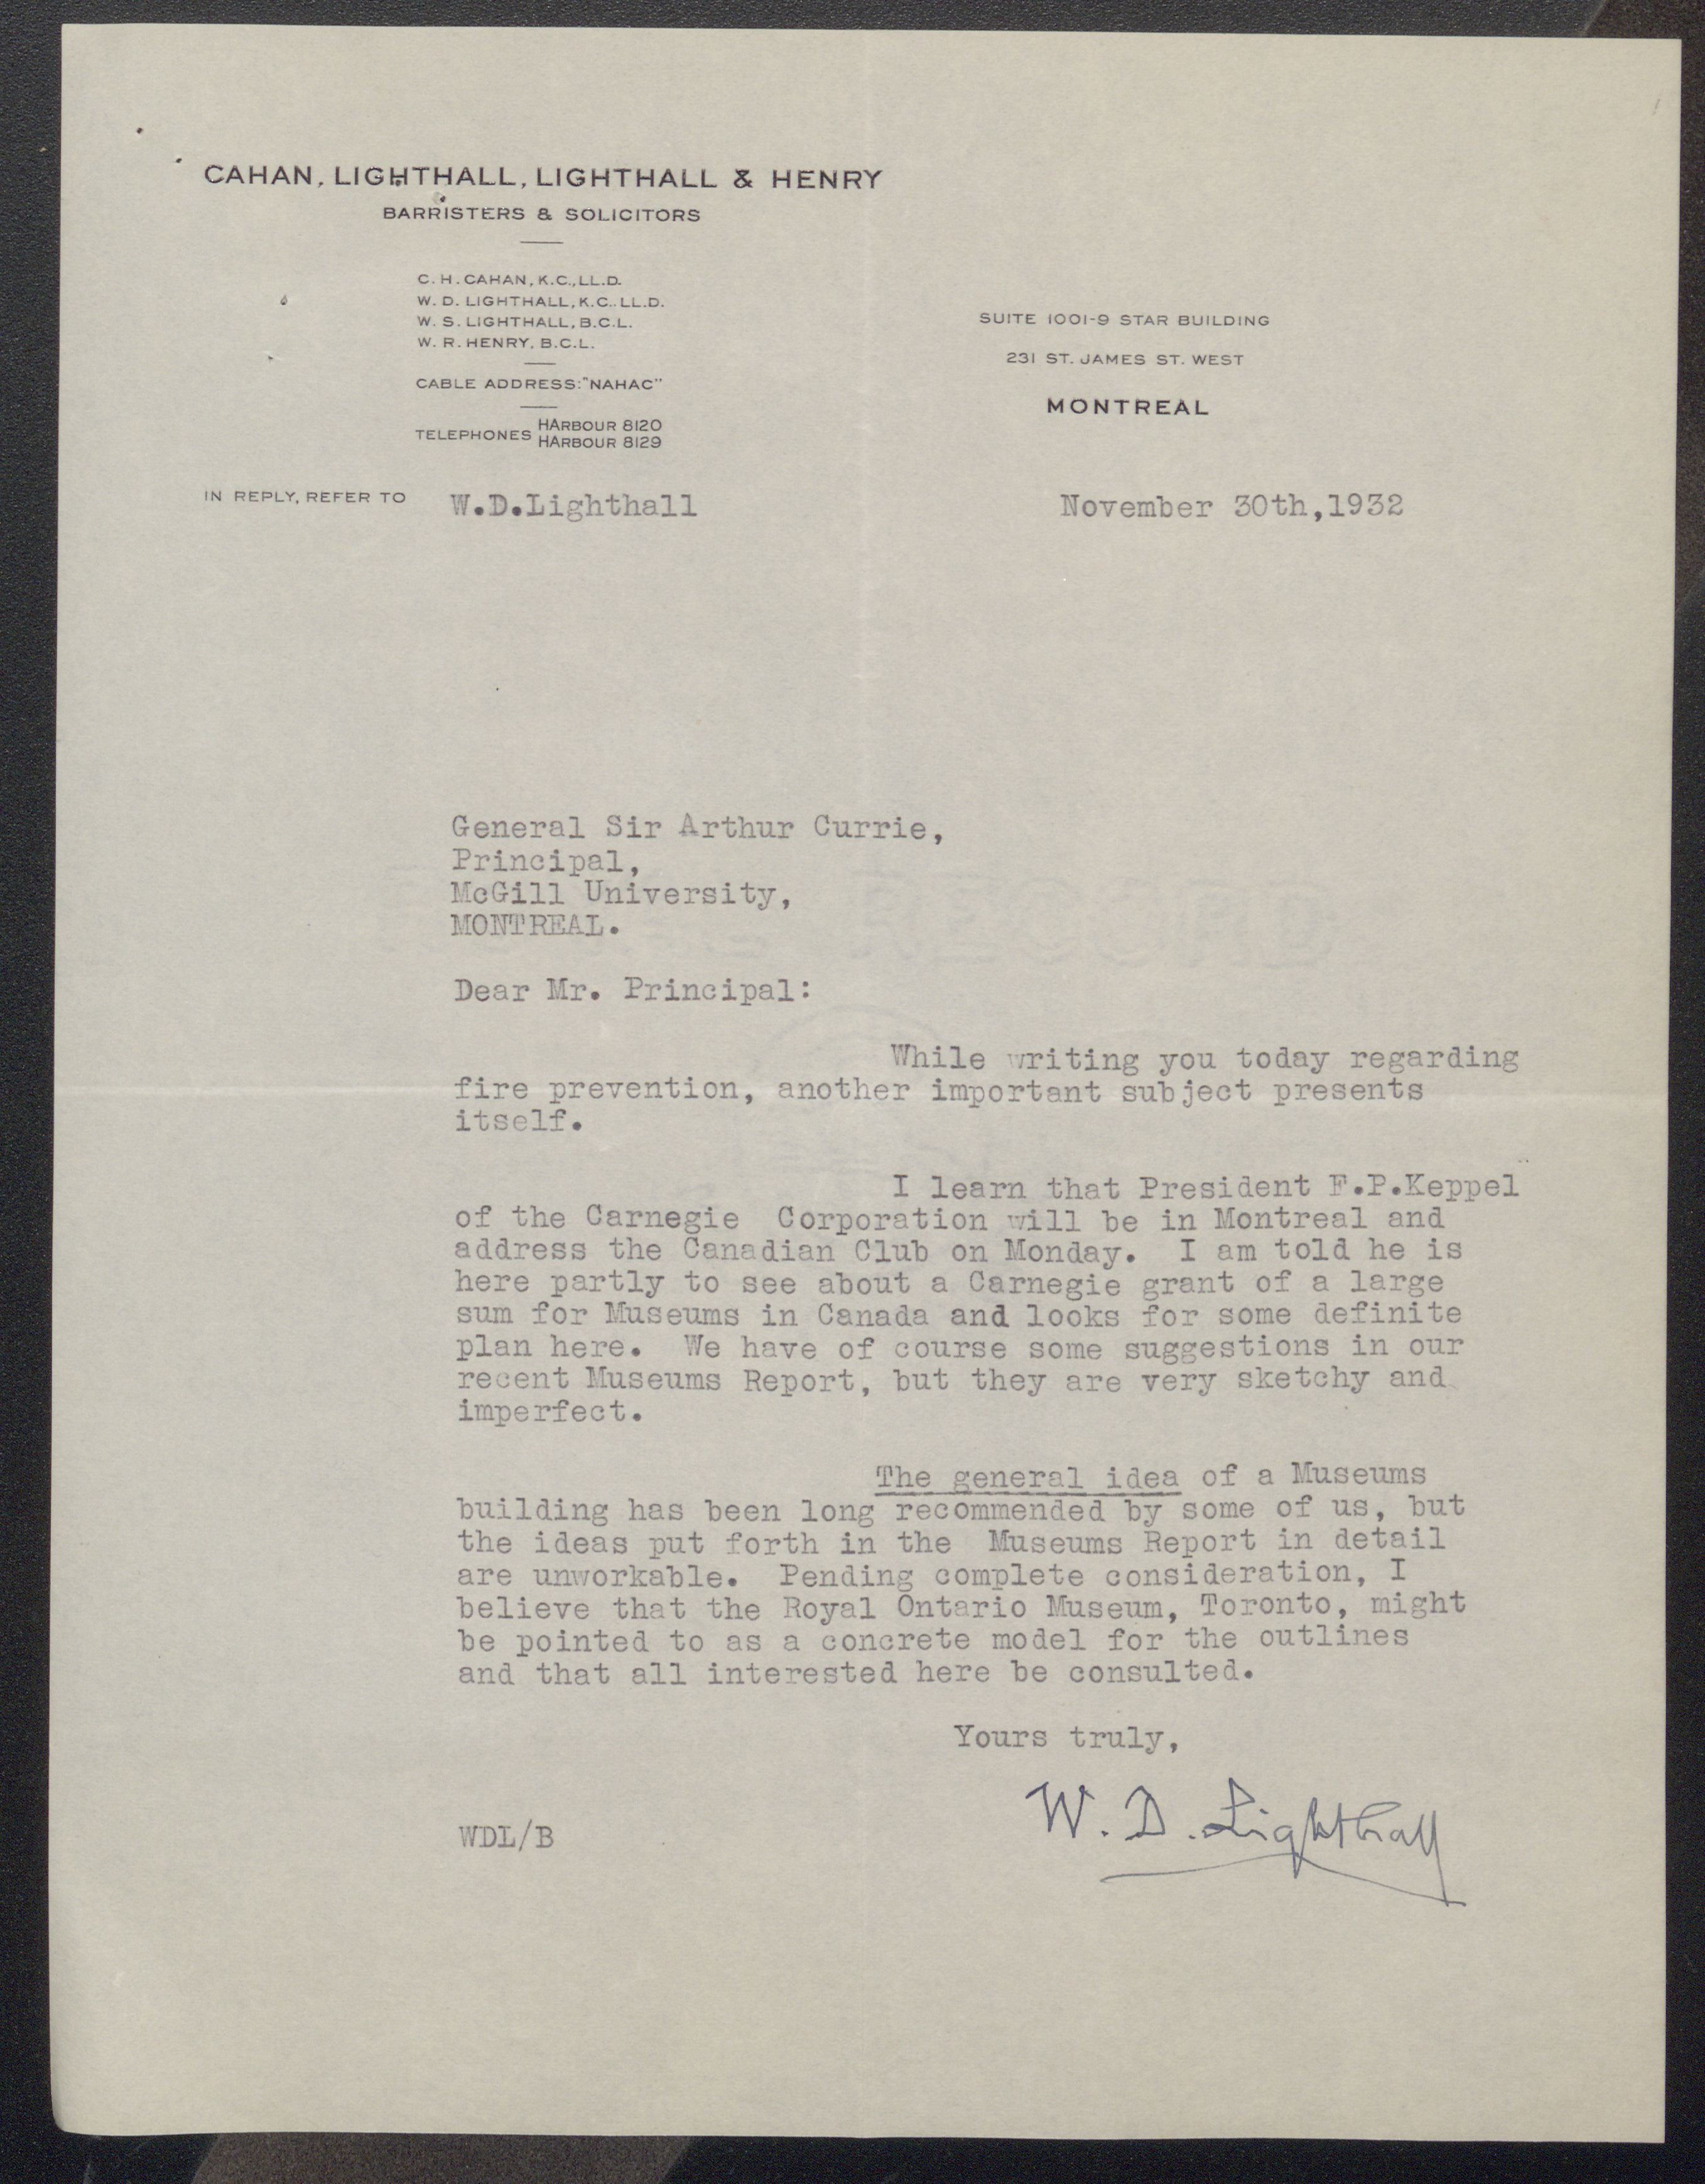 CAHAN, LIGHTHALL, LIGHTHALL & HENRY
BARRISTERS & SOLICITORS
C. H. CAHAN, K.C., LL.D.
W. D. LIGHTHALL, K.C. LL.D.
W. S. LIGHTHALL, B.C.L.
W. R. HENRY, B.C.L.
CABLE ADDRESS: "NAHAC"
TELEPHONES HARBOUR 8120
HARBOUR 8129
SUITE 1001-9 STAR BUILDING
231 ST. JAMES ST. WEST
MONTREAL
IN REPLY, REFER TO W.D.Lighthall
November 30th,1932
General Sir Arthur Currie,
Principal,
McGill University,
MONTREAL.
Dear Mr. Principal:
While writing you today regarding
fire prevention, another important subject presents
itself.
I learn that President F.P.Keppel
of the Carnegie Corporation will be in Montreal and
address the Canadian Club on Monday. I am told he is
here partly to see about a Carnegie grant of a large
sum for Museums in Canada and looks for some definite
plan here. We have of course some suggestions in our
recent Museums Report, but they are very sketchy and
imperfect.
The general idea of a Museums
building has been long recommended by some of us, but
the ideas put forth in the Museums Report in detail
are unworkable. Pending complete consideration, I
believe that the Royal Ontario Museum, Toronto, might
be pointed to as a concrete model for the outlines
and that all interested here be consulted.
Yours truly,
W. D. Lighthall
WDL/B